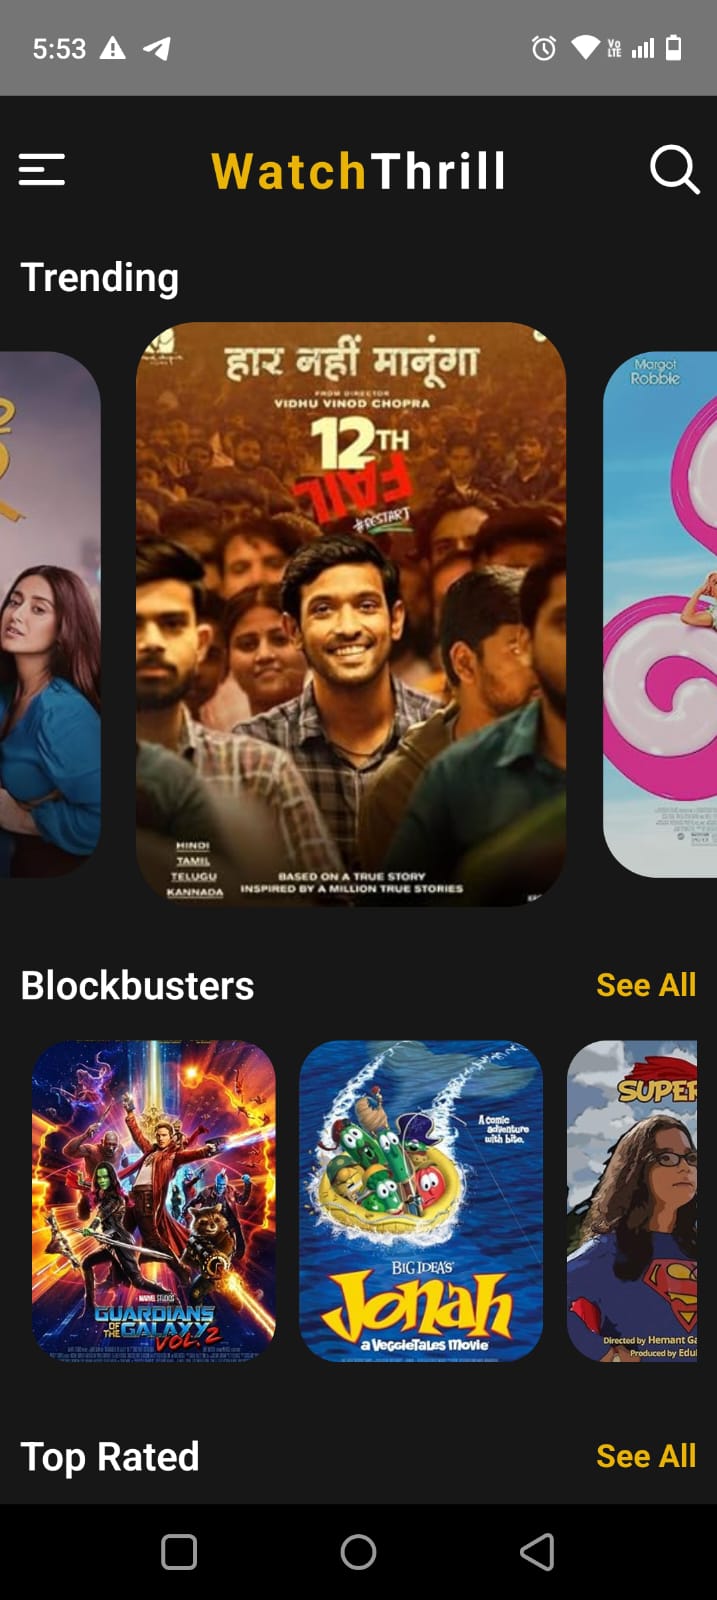 5:53
Vo
LTE
WatchThrill
Trending
हार नहीं मानूंगा
FROM DIRECTOR
VIDHU VINOD CHOPRA
12TH
FAIL
#RESTART
HINDI
TAMIL
TELUGU
KANNADA
BASED ON A TRUE STORY
INSPIRED BY A MILLION TRUE STORIES
Margot
Robbie
Blockbusters
See All
MARVEL STUDIOS
GUARDIANS
OF THE GALAXY
VOL. 2
A comic
adventure
with bite.
BIG IDEA'S
Jonah
a VeggieTales Movie
SUPER
Directed by Hemant Ga
Produced by Edu
Top Rated
See All